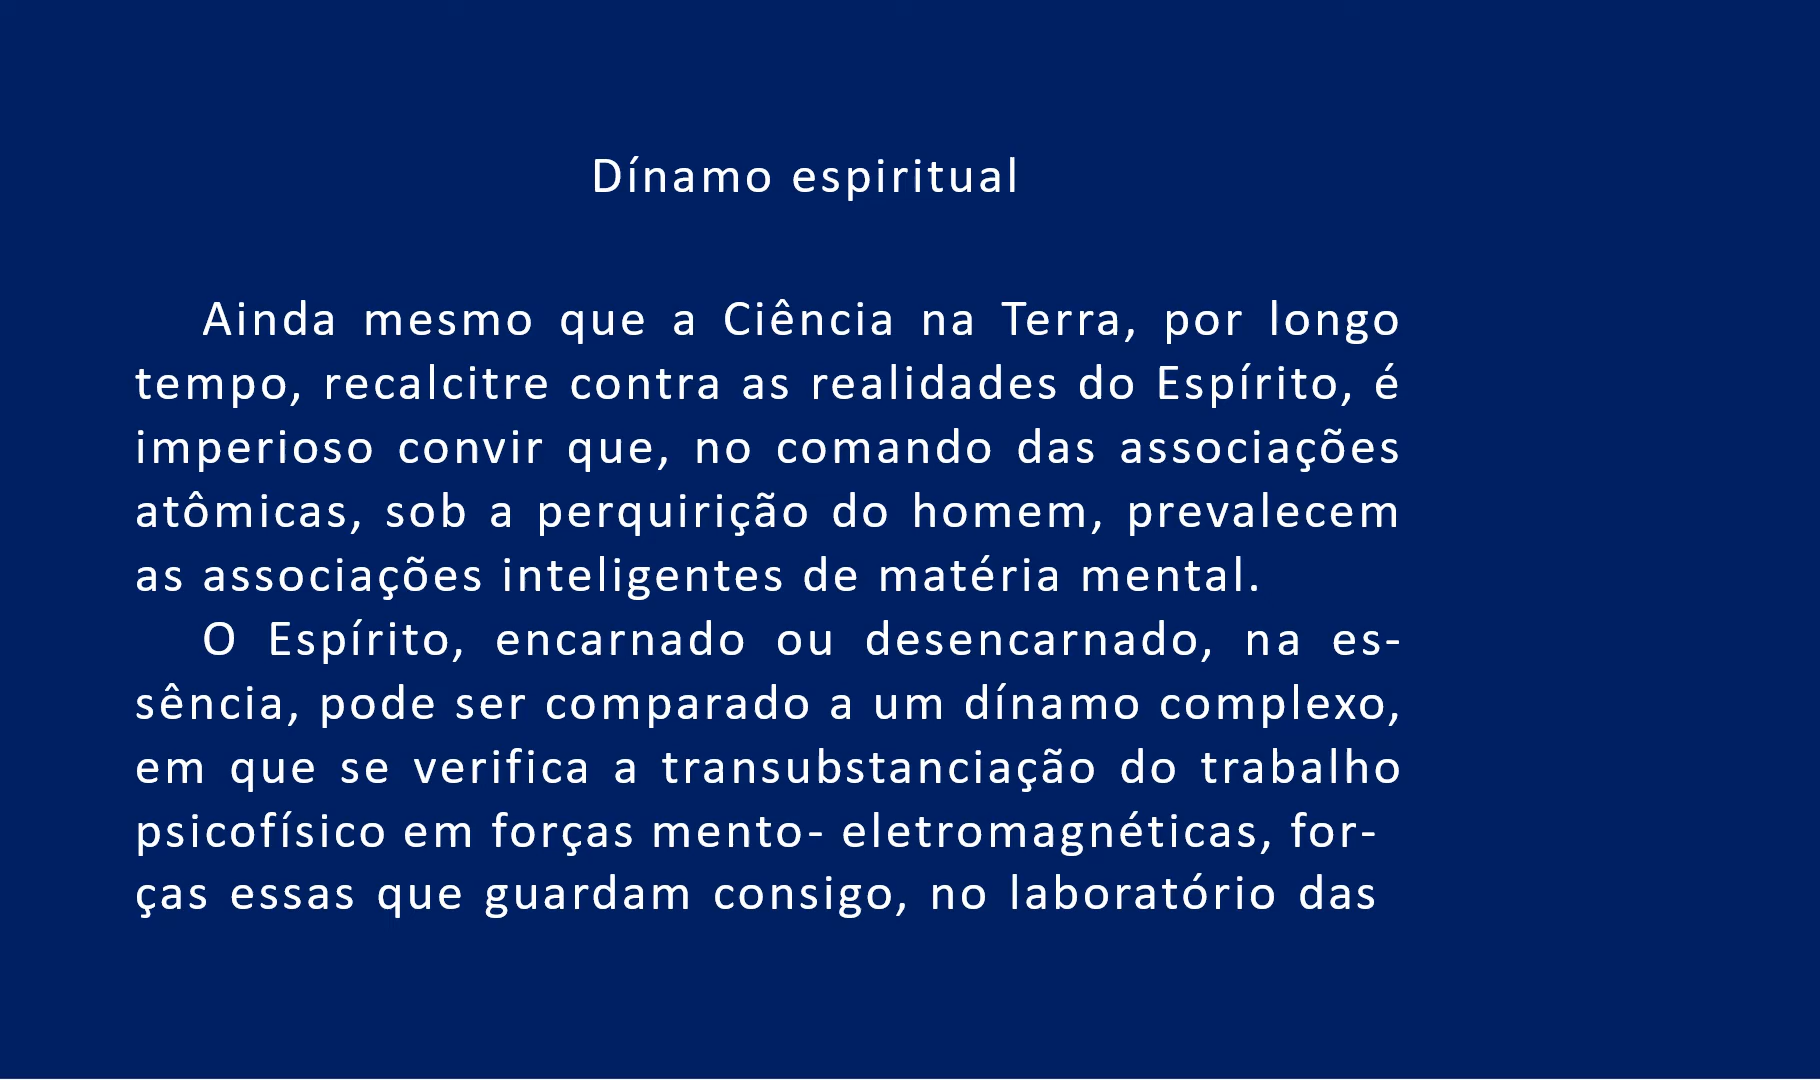 Dínamo espiritual
Ainda mesmo que a Ciência na Terra, por longo
tempo, recalcitre contra as realidades do Espírito, é
imperioso convir que, no comando das associações
atômicas, sob a perquirição do homem, prevalecem
as associações inteligentes de matéria mental.
O Espírito, encarnado ou desencarnado, na es-
sência, pode ser comparado a um dínamo complexo,
em que se verifica a transubstanciação do trabalho
psicofísico em forças mento- eletromagnéticas, for-
ças essas que guardam consigo, no laboratório das